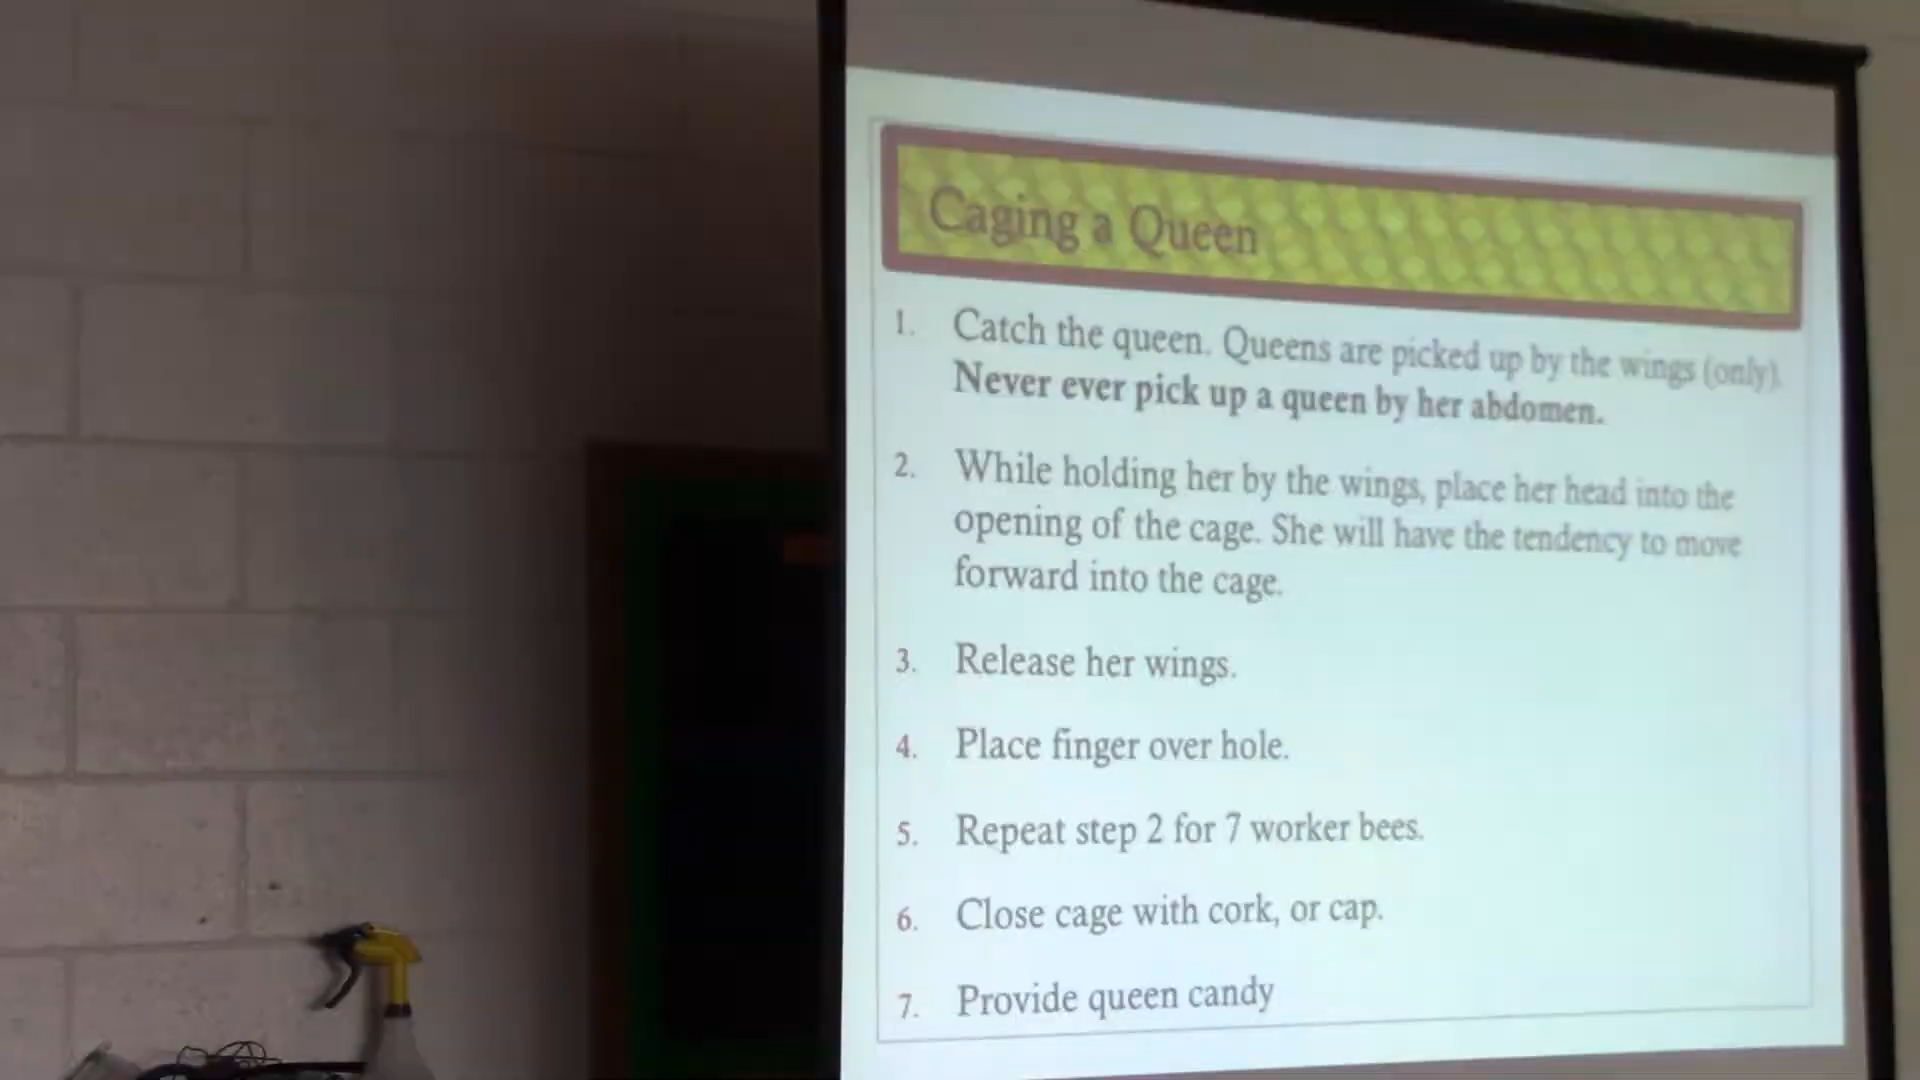 Caging a Queen
1. Catch the queen. Queens are picked up by the wings (only).
Never ever pick up a queen by her abdomen.
2. While holding her by the wings, place her head into the
opening of the cage. She will have the tendency to move
forward into the cage.
3. Release her wings.
4. Place finger over hole.
5. Repeat step 2 for 7 worker bees.
6. Close cage with cork, or cap.
7. Provide queen candy